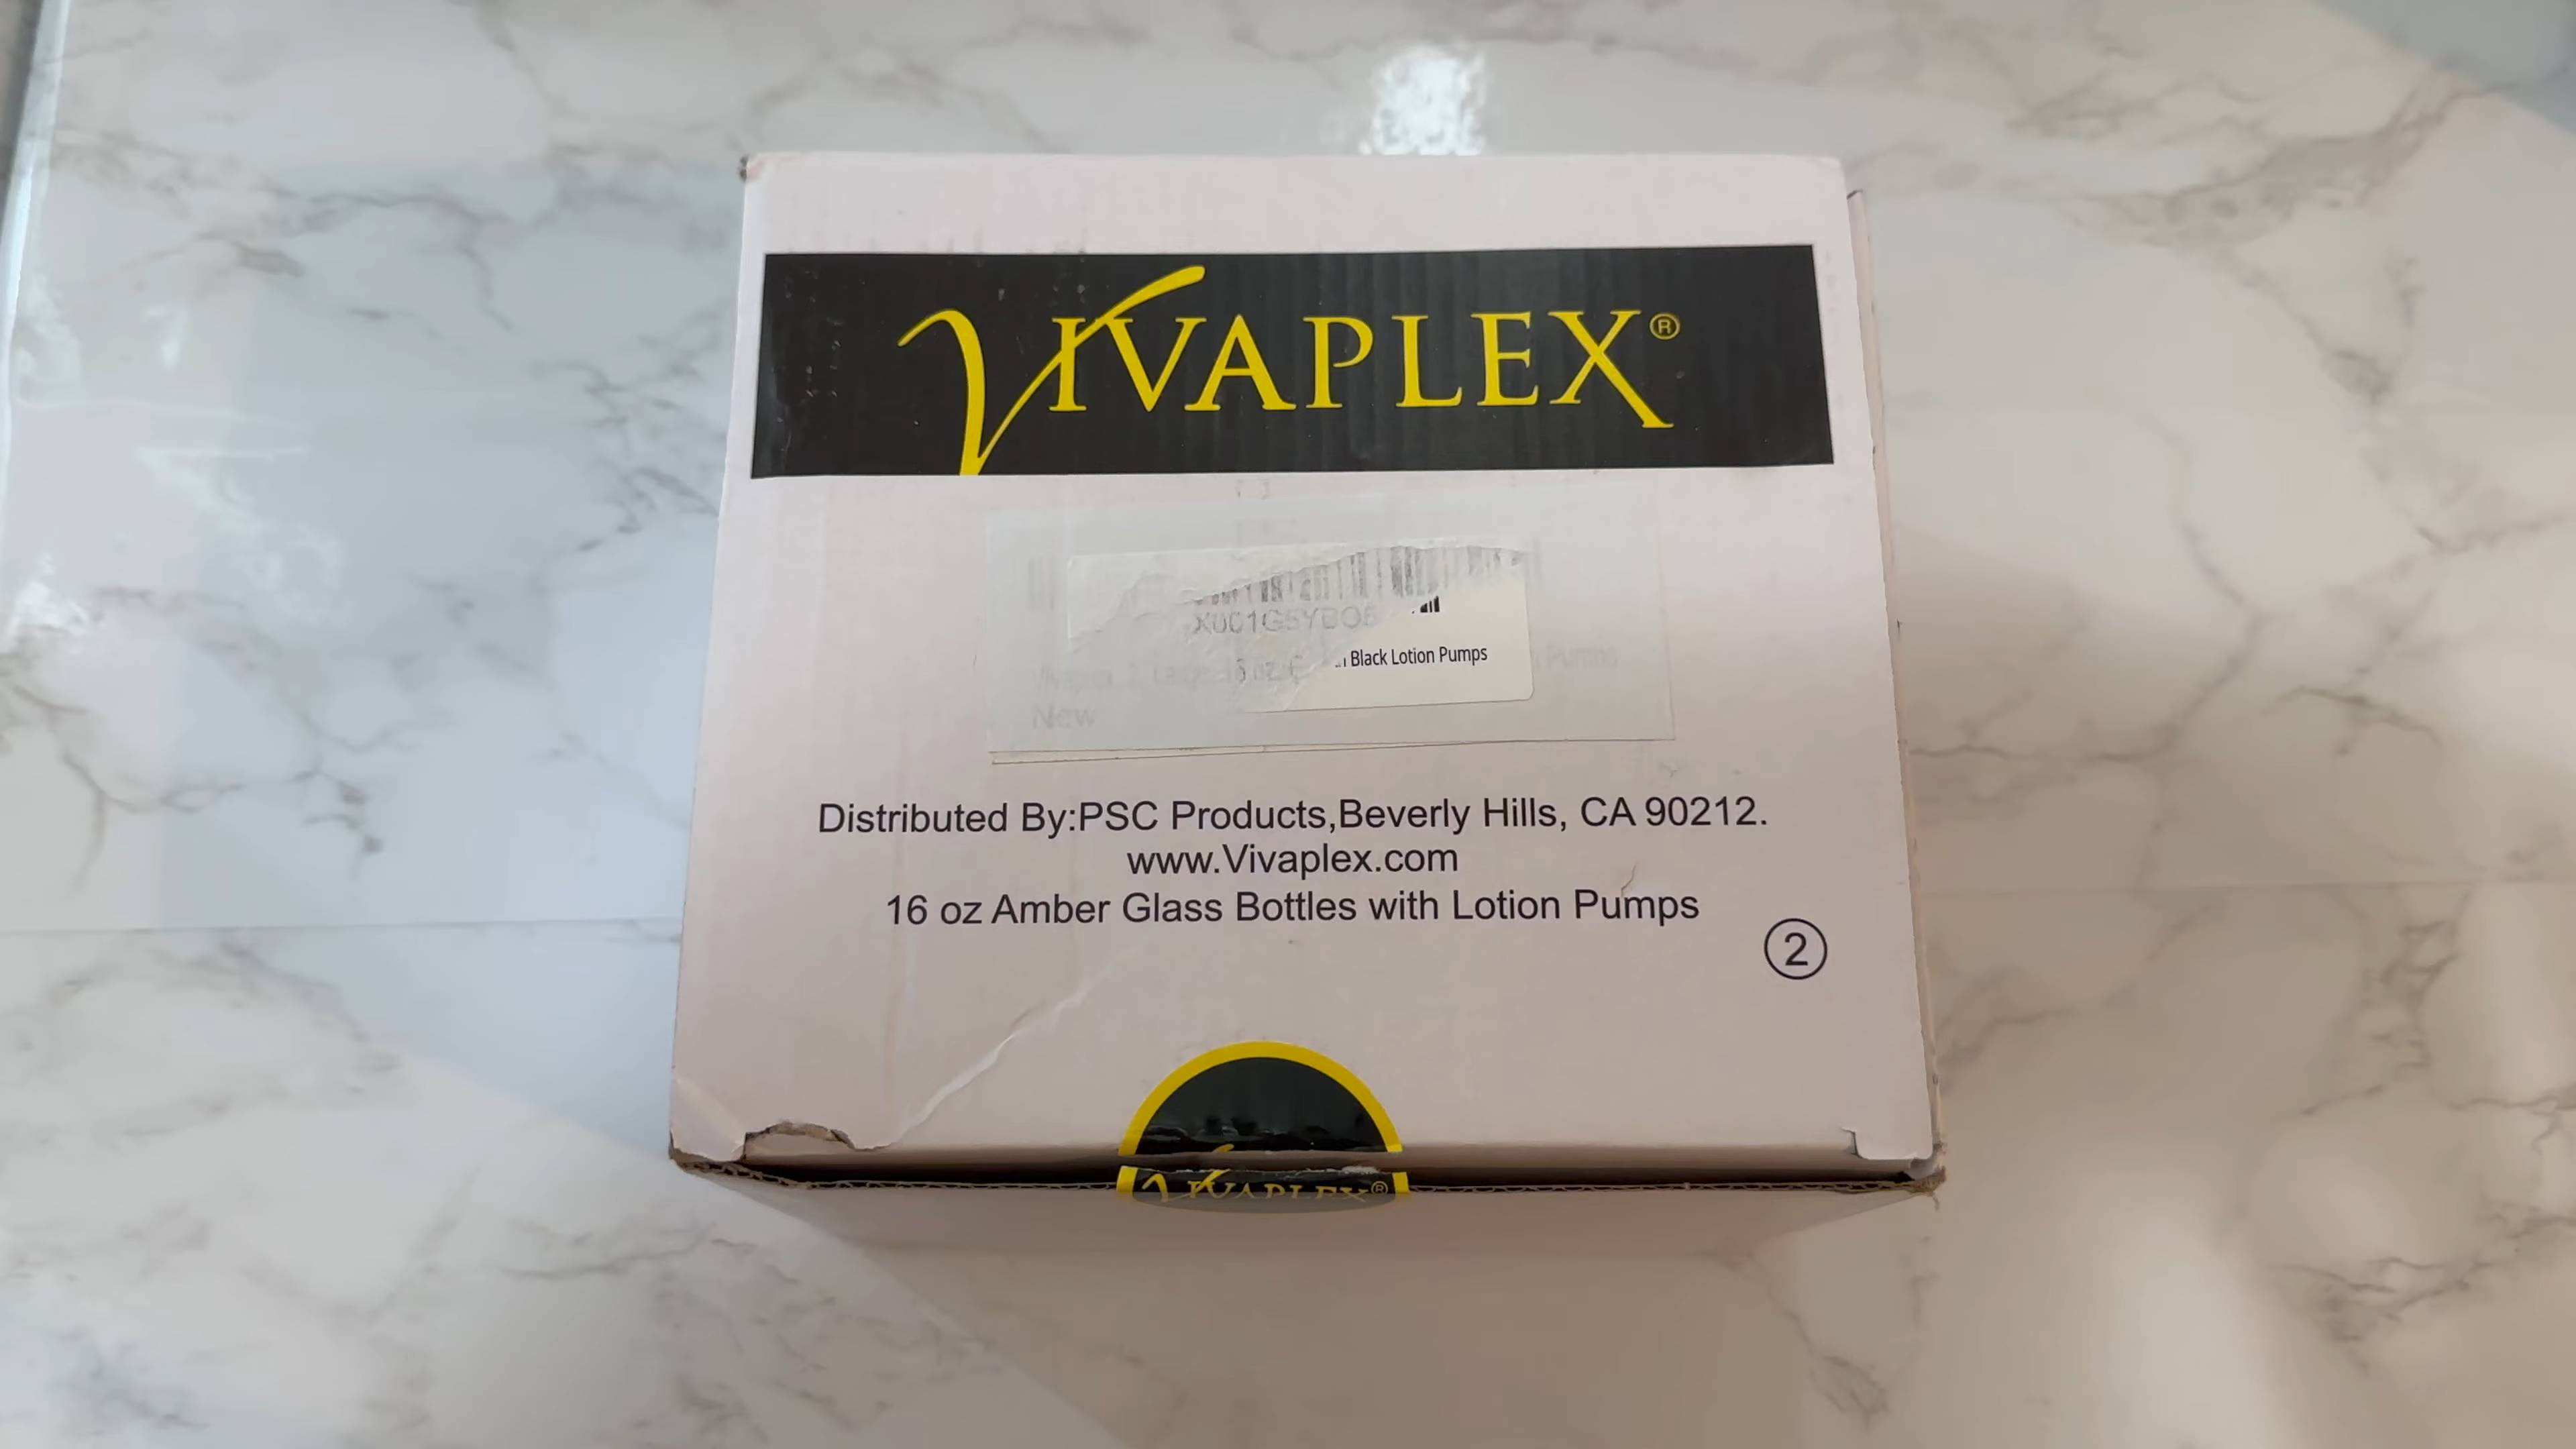 VIVAPLEX®
Black Lotion Pumps
Pumps
New
Distributed By:PSC Products,Beverly Hills, CA 90212.
www.Vivaplex.com
16 oz Amber Glass Bottles with Lotion Pumps
2
VIVAPLEX®